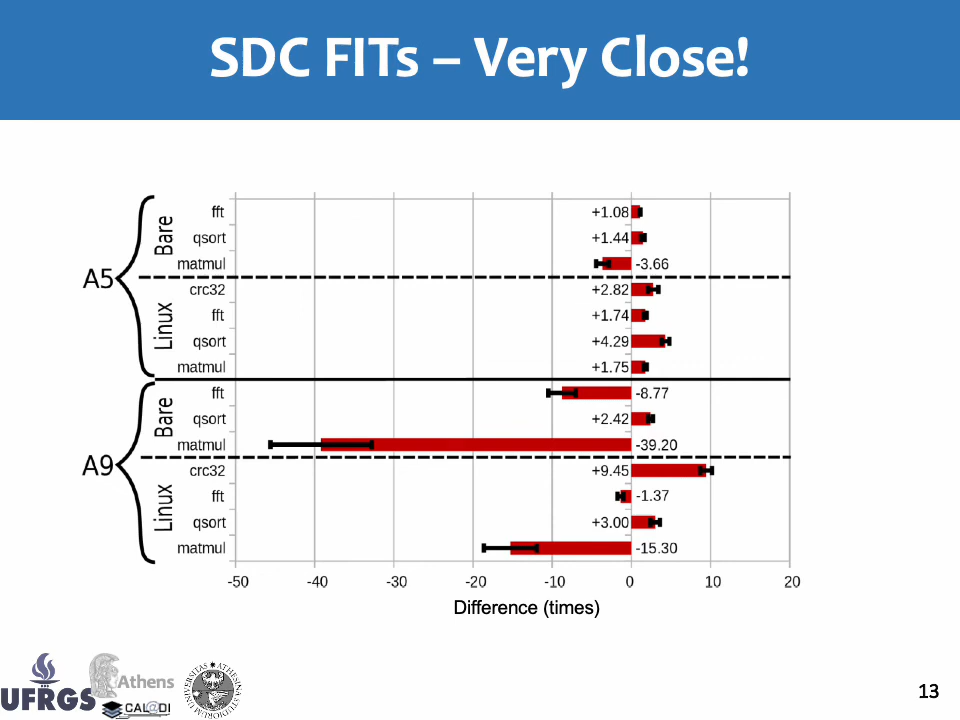 SDC FITs – Very Close!
A5
Bare
fft +1.08
qsort +1.44
matmul -3.66
Linux
crc32 +2.82
fft +1.74
qsort +4.29
matmul +1.75
A9
Bare
fft -8.77
qsort +2.42
matmul -39.20
Linux
crc32 +9.45
fft -1.37
qsort +3.00
matmul -15.30
-50 -40 -30 -20 -10 0 10 20
Difference (times)
UFRGS
Athens
CAL@DI
13